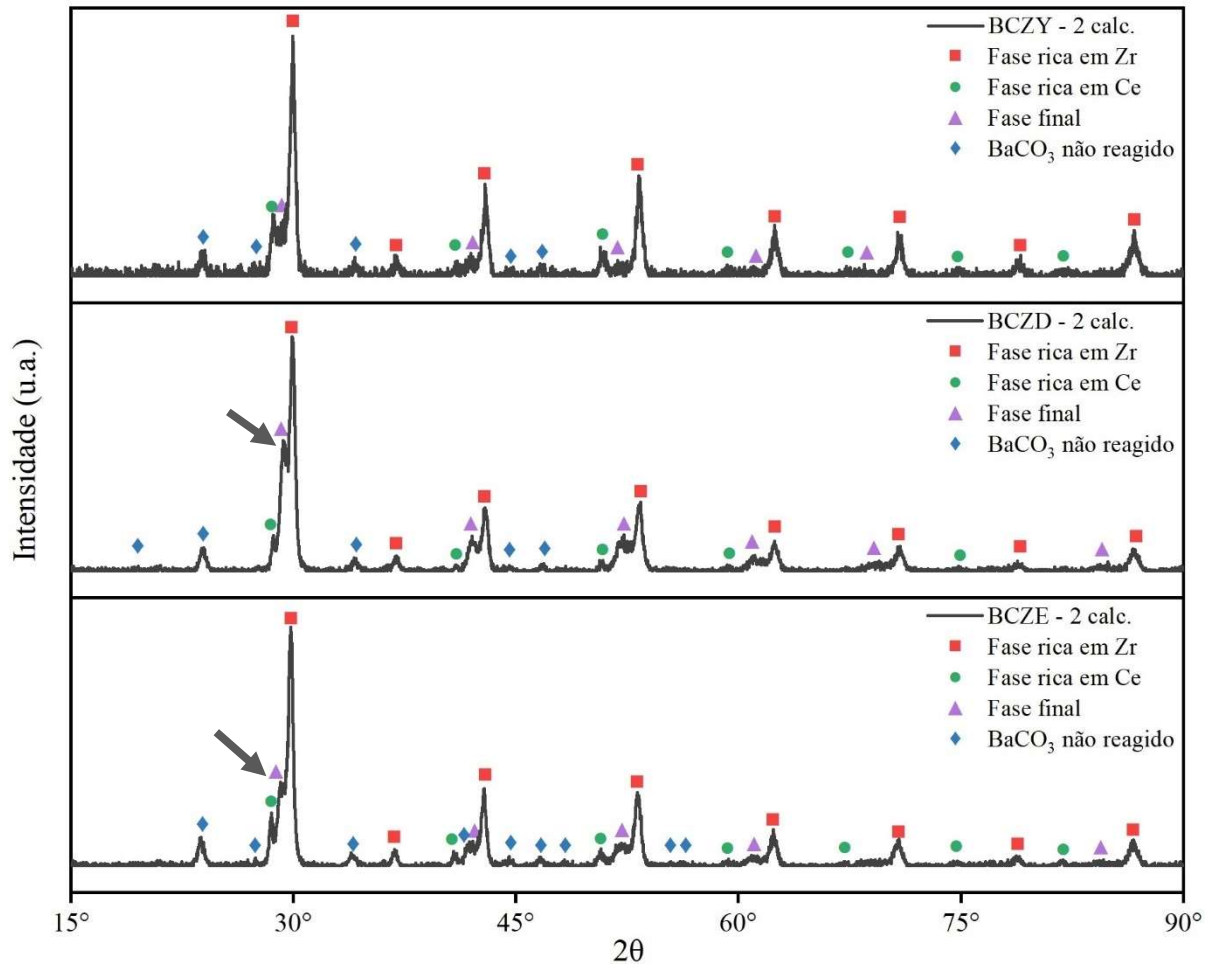 BCZY - 2 calc.
Fase rica em Zr
Fase rica em Ce
Fase final
BaCO₃ não reagido
BCZD - 2 calc.
Fase rica em Zr
Fase rica em Ce
Fase final
BaCO₃ não reagido
BCZE - 2 calc.
Fase rica em Zr
Fase rica em Ce
Fase final
BaCO₃ não reagido
Intensidade (u.a.)
15° 30° 45° 60° 75° 90°
2θ